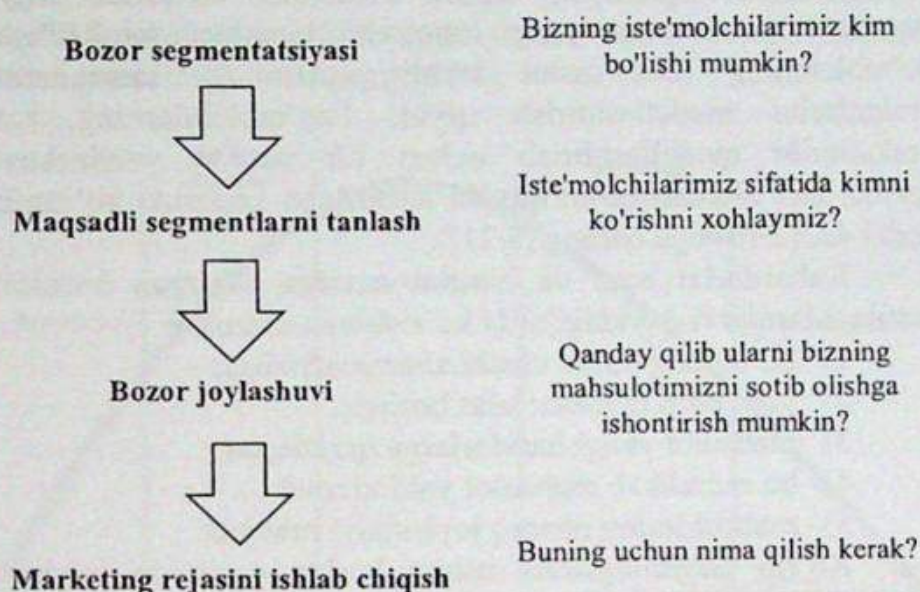 Bozor segmentatsiyasi
Bizning iste'molchilarimiz kim
bo'lishi mumkin?
Maqsadli segmentlarni tanlash
Iste'molchilarimiz sifatida kimni
ko'rishni xohlaymiz?
Bozor joylashuvi
Qanday qilib ularni bizning
mahsulotimizni sotib olishga
ishontirish mumkin?
Marketing rejasini ishlab chiqish
Buning uchun nima qilish kerak?